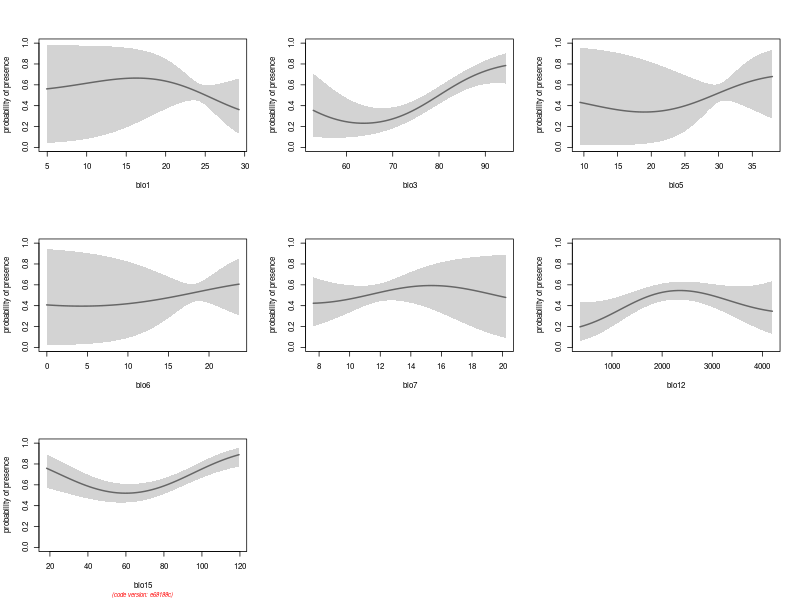 probability of presence
0.0 0.2 0.4 0.6 0.8 1.0
5 10 15 20 25 30
bio1
probability of presence
0.0 0.2 0.4 0.6 0.8 1.0
60 70 80 90
bio3
probability of presence
0.0 0.2 0.4 0.6 0.8 1.0
10 15 20 25 30 35
bio5
probability of presence
0.0 0.2 0.4 0.6 0.8 1.0
0 5 10 15 20
bio6
probability of presence
0.0 0.2 0.4 0.6 0.8 1.0
8 10 12 14 16 18 20
bio7
probability of presence
0.0 0.2 0.4 0.6 0.8 1.0
1000 2000 3000 4000
bio12
probability of presence
0.0 0.2 0.4 0.6 0.8 1.0
20 40 60 80 100 120
bio15
(code version: e69199c)